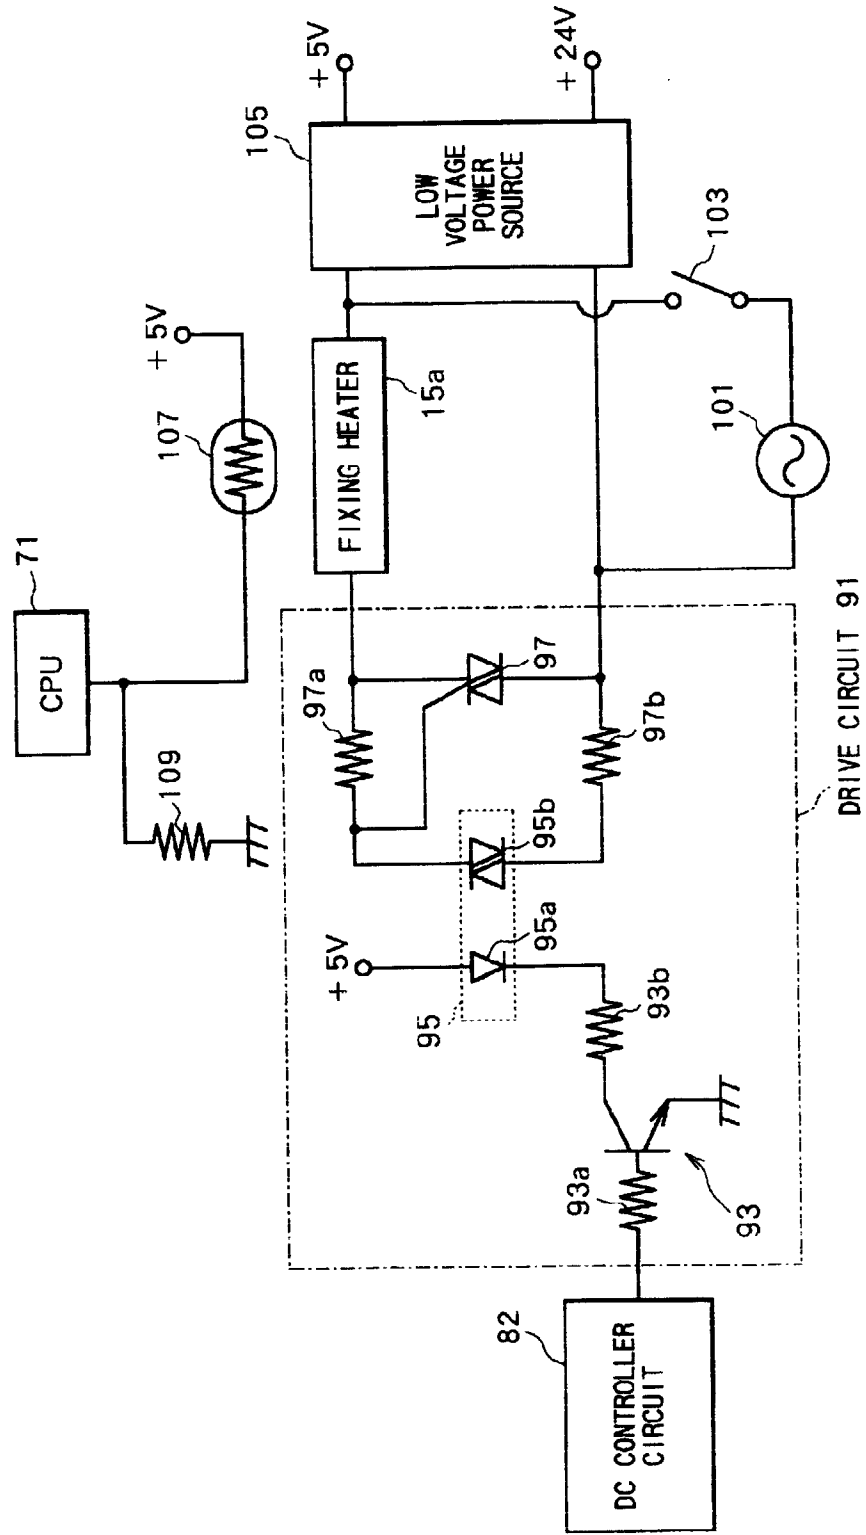 CPU
71
107
+ 5V
109
105
+ 5V
+ 24V
LOW
VOLTAGE
POWER
SOURCE
FIXING HEATER
15a
103
101
97a
97
97b
+ 5V
95
95a
95b
93b
93a
93
82
DC CONTROLLER
CIRCUIT
DRIVE CIRCUIT 91